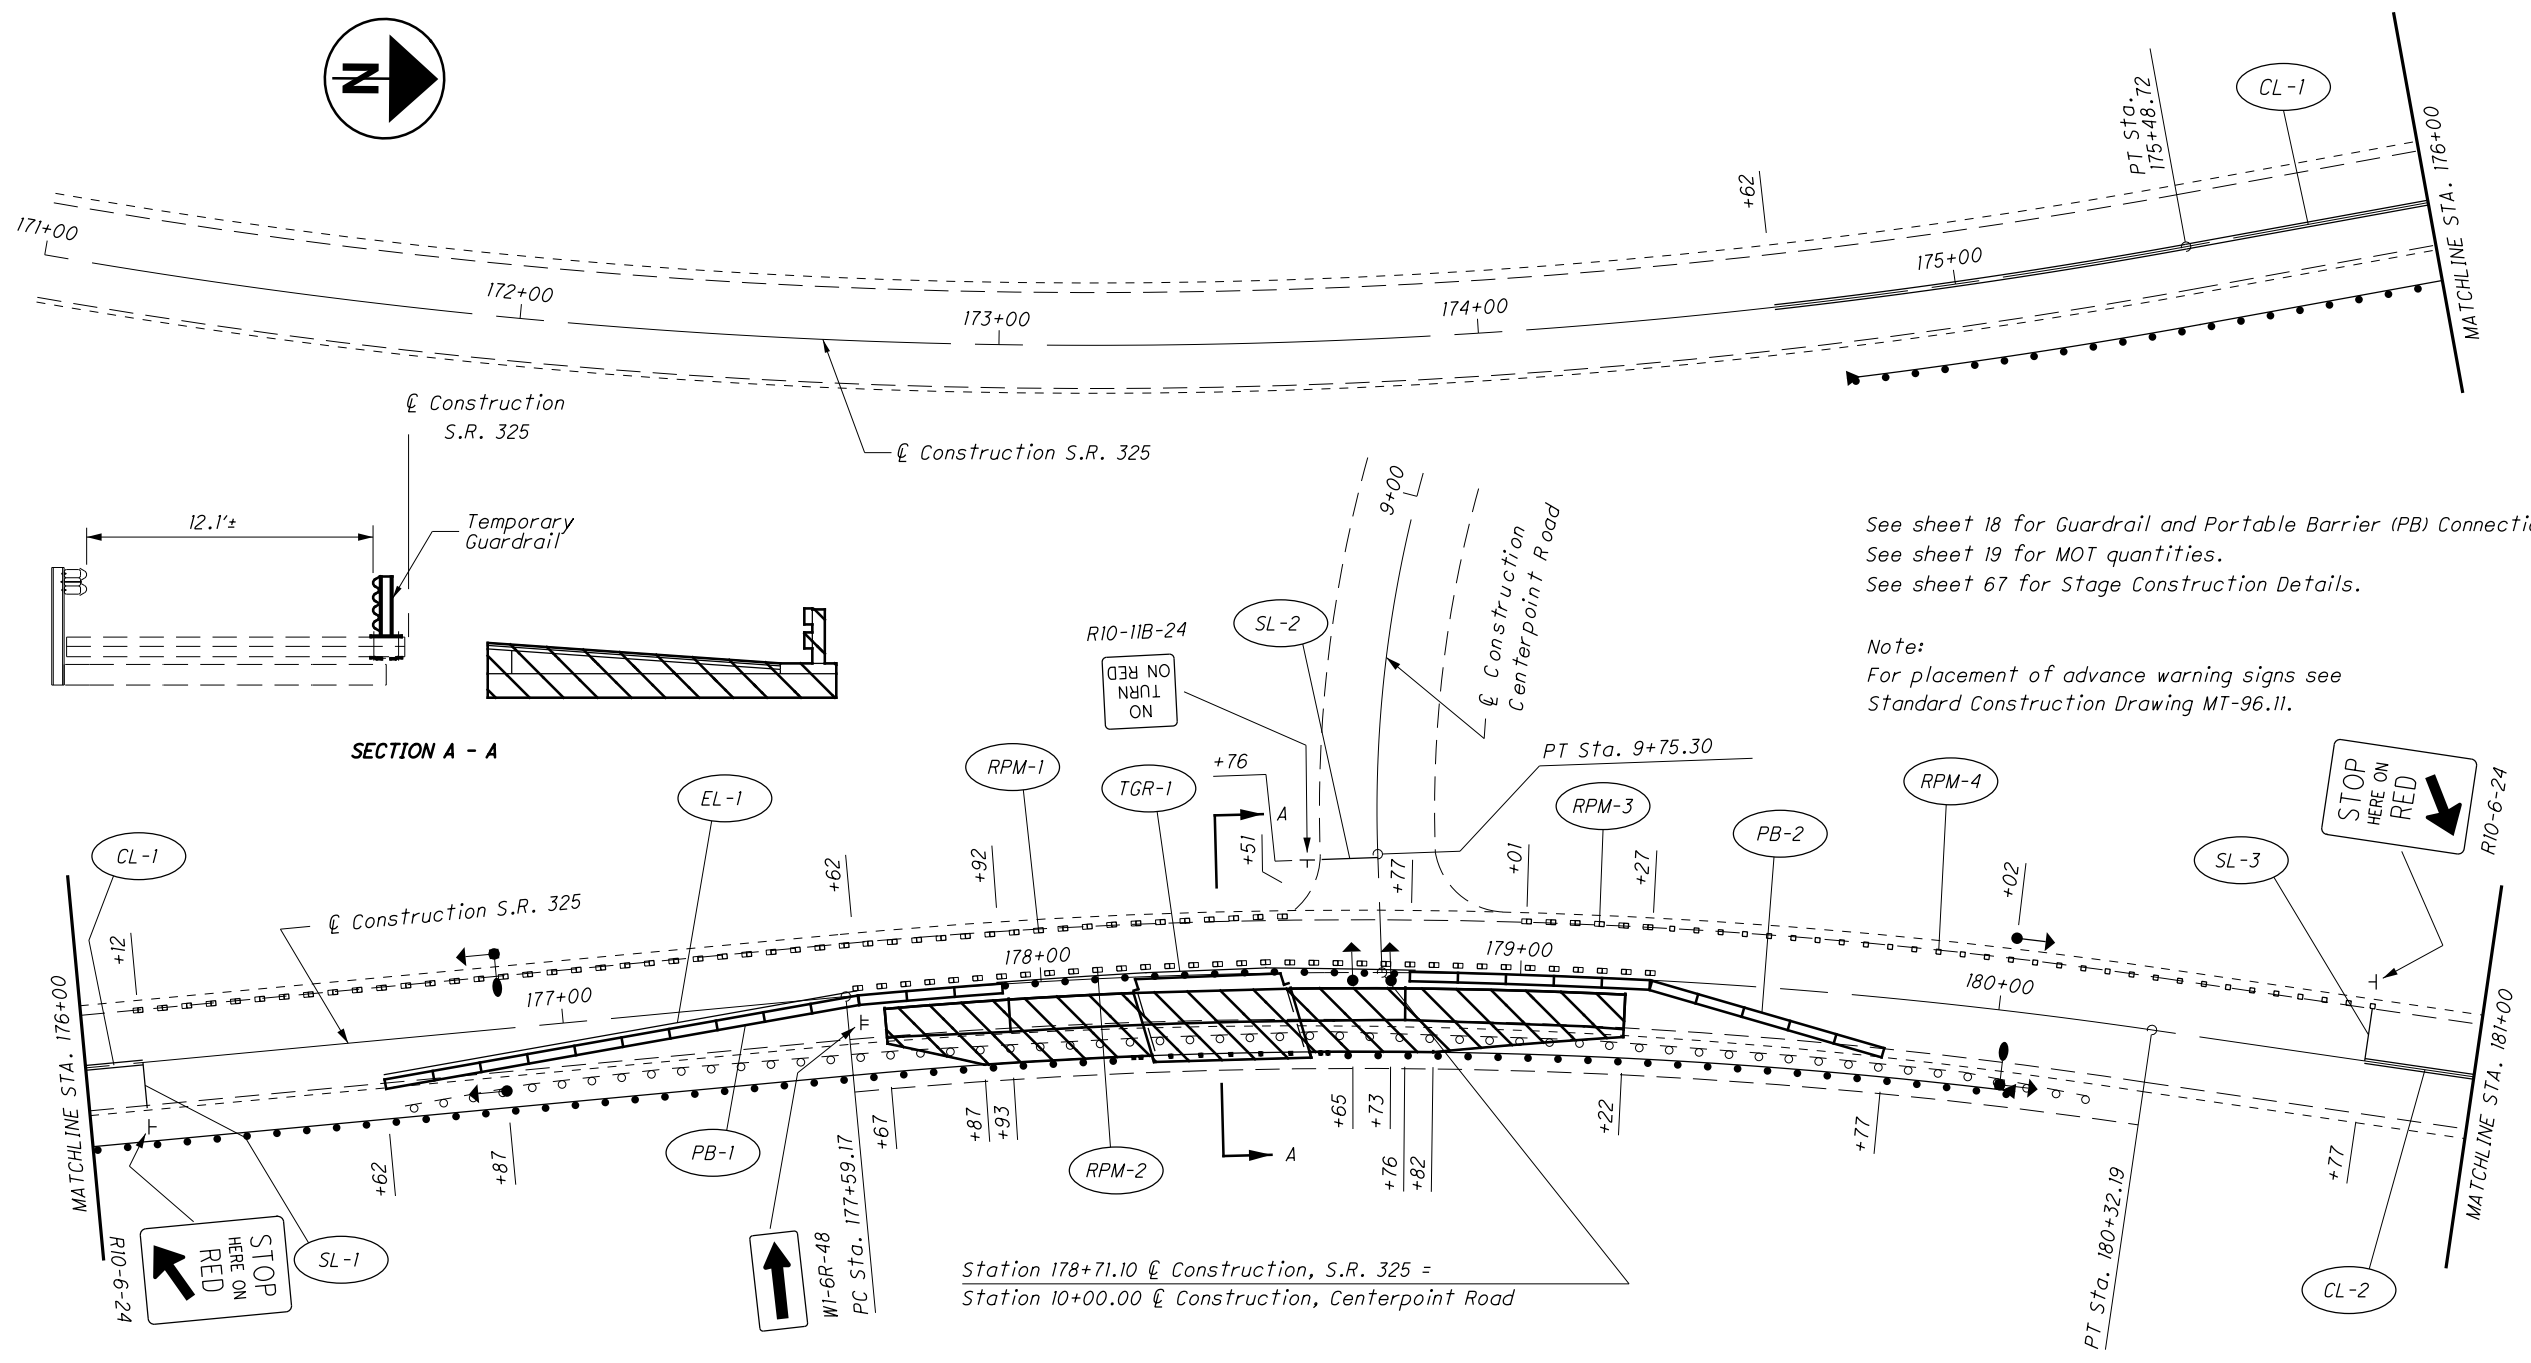 N
171+00
172+00
173+00
174+00
+62
175+00
PT Sta.
175+48.72
CL-1
MATCHLINE STA. 176+00
℄ Construction
S.R. 325
℄ Construction S.R. 325
12.1'±
Temporary
Guardrail
SECTION A - A
9+00
℄ Construction
Centerpoint Road
See sheet 18 for Guardrail and Portable Barrier (PB) Connecti
See sheet 19 for MOT quantities.
See sheet 67 for Stage Construction Details.
Note:
For placement of advance warning signs see
Standard Construction Drawing MT-96.11.
R10-11B-24
NO
TURN
ON RED
SL-2
PT Sta. 9+75.30
+76
A
+51
EL-1
RPM-1
TGR-1
RPM-3
PB-2
RPM-4
STOP
HERE ON
RED
R10-6-24
SL-3
CL-1
℄ Construction S.R. 325
+12
+62
+92
+77
+01
+27
+02
177+00
178+00
179+00
180+00
MATCHLINE STA. 176+00
MATCHLINE STA. 181+00
+62
+87
PB-1
+67
+87
+93
RPM-2
A
+65
+73
+76
+82
+22
+77
+77
R10-6-24
STOP
HERE ON
RED
SL-1
W1-6R-48
PC Sta. 177+59.17
Station 178+71.10 ℄ Construction, S.R. 325 =
Station 10+00.00 ℄ Construction, Centerpoint Road
PT Sta. 180+32.19
CL-2